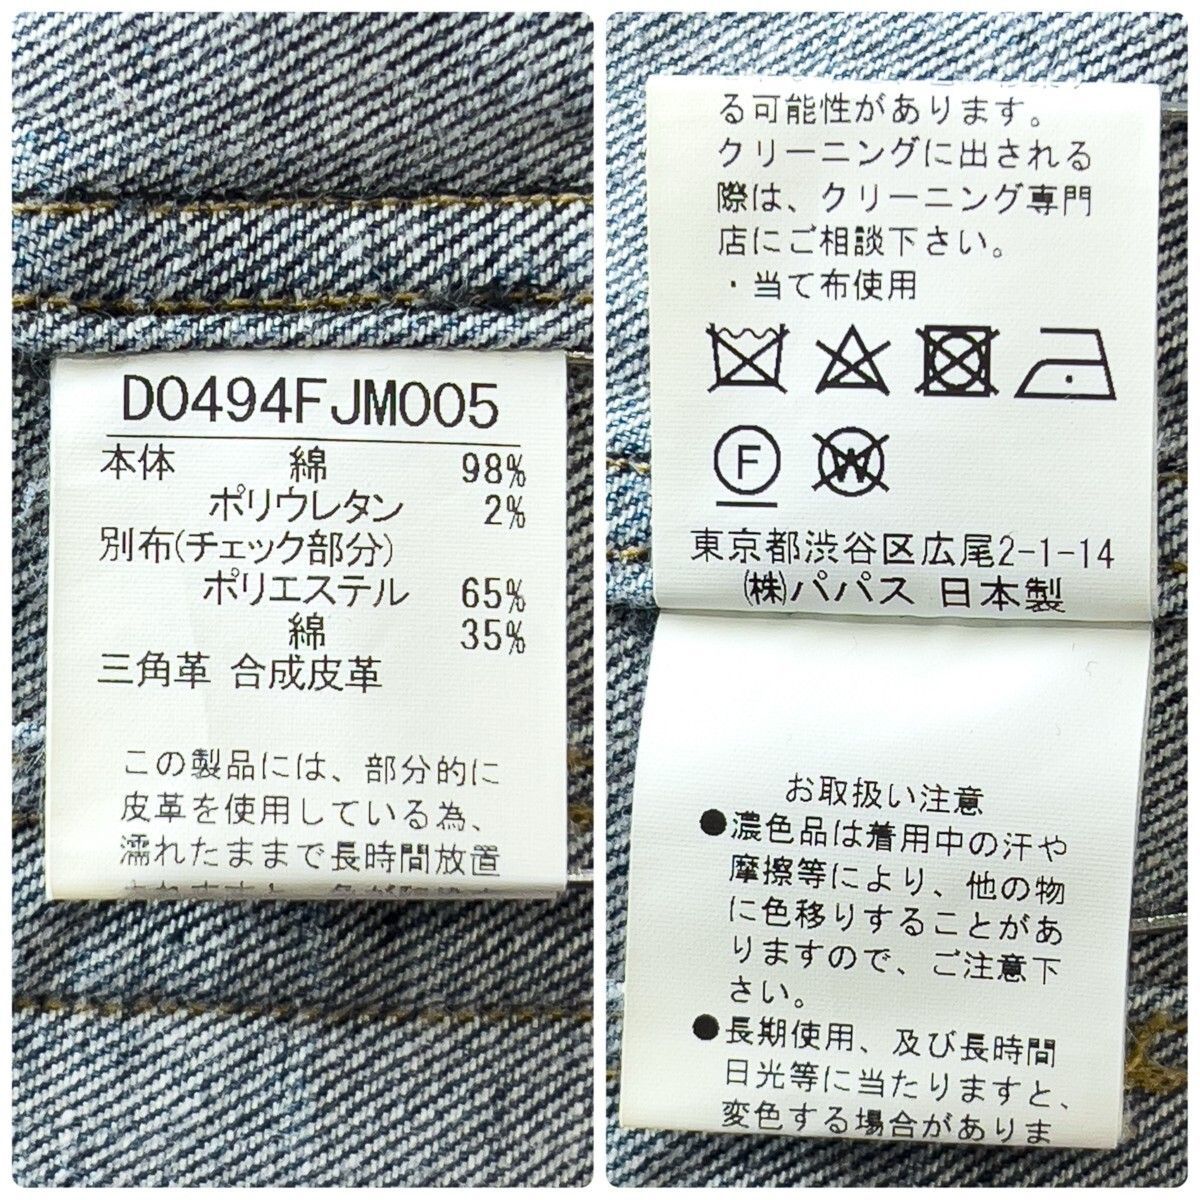 D0494FJM005
本体 綿 98%
ポリウレタン 2%
別布(チェック部分)
ポリエステル 65%
綿 35%
三角革 合成皮革
この製品には、部分的に
皮革を使用している為、
濡れたままで長時間放置
る可能性があります。
クリーニングに出される
際は、クリーニング専門
店にご相談下さい。
・当て布使用
F
W
東京都渋谷区広尾2-1-14
(株)パパス 日本製
お取扱い注意
●濃色品は着用中の汗や
摩擦等により、他の物
に色移りすることがあ
りますので、ご注意下
さい。
●長期使用、及び長時間
日光等に当たりますと、
変色する場合がありま